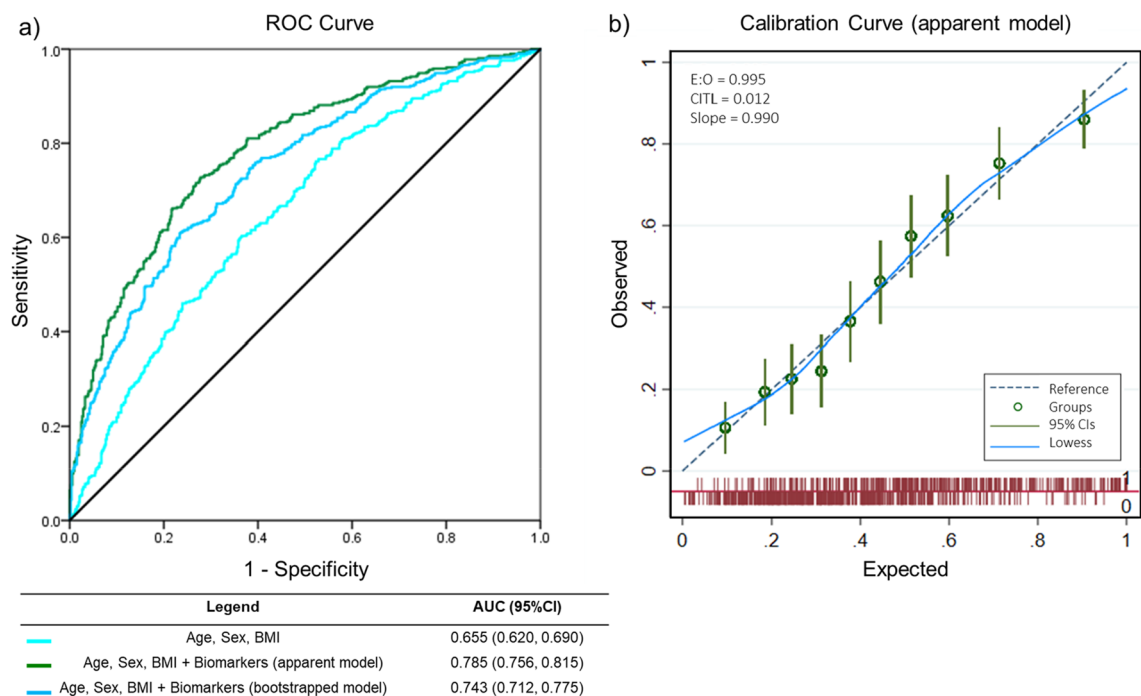 a)
ROC Curve
1.0
0.8
0.6
0.4
0.2
0.0
Sensitivity
0.0 0.2 0.4 0.6 0.8 1.0
1 - Specificity
Legend AUC (95%CI)
Age, Sex, BMI 0.655 (0.620, 0.690)
Age, Sex, BMI + Biomarkers (apparent model) 0.785 (0.756, 0.815)
Age, Sex, BMI + Biomarkers (bootstrapped model) 0.743 (0.712, 0.775)
b)
Calibration Curve (apparent model)
E:O = 0.995
CITL = 0.012
Slope = 0.990
1
.8
.6
.4
.2
0
Observed
Reference
Groups
95% CIs
Lowess
1
0
0 .2 .4 .6 .8 1
Expected